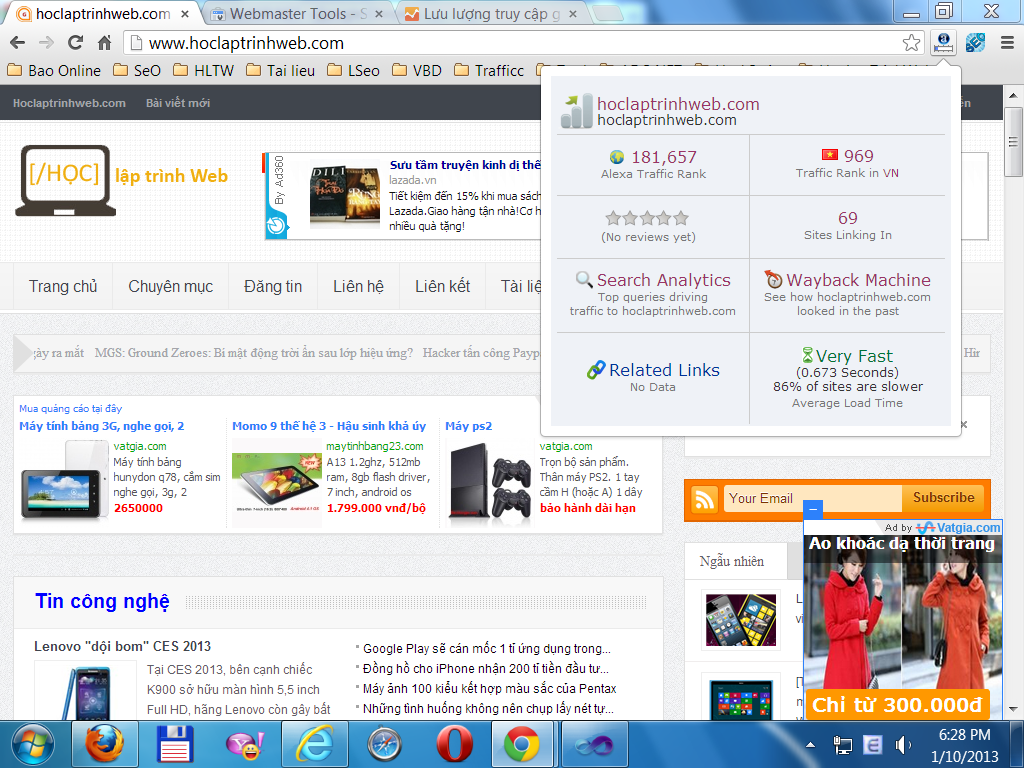 hoclaptrinhweb.com
Webmaster Tools - S
Lưu lượng truy cập g
www.hoclaptrinhweb.com
Bao Online
SeO
HLTW
Tai lieu
LSeo
VBD
Trafficc
Hoclaptrinhweb.com
Bài viết mới
hoclaptrinhweb.com
hoclaptrinhweb.com
181,657
Alexa Traffic Rank
969
Traffic Rank in VN
(No reviews yet)
69
Sites Linking In
Search Analytics
Top queries driving
traffic to hoclaptrinhweb.com
Wayback Machine
See how hoclaptrinhweb.com
looked in the past
Related Links
No Data
Very Fast
(0.673 Seconds)
86% of sites are slower
Average Load Time
[/HỌC] lập trình Web
By Ad360
Sưu tầm truyện kinh dị thế
lazada.vn
Tiết kiệm đến 15% khi mua sách
Lazada.Giao hàng tận nhà!Cơ h
nhiều quà tặng!
Trang chủ
Chuyên mục
Đăng tin
Liên hệ
Liên kết
Tài liệ
gày ra mắt
MGS: Ground Zeroes: Bí mật động trời ẩn sau lớp hiệu ứng?
Hacker tấn công Payp
Hìr
Mua quảng cáo tại đây
Máy tính bảng 3G, nghe gọi, 2
vatgia.com
Máy tính bảng
hunydon q78, cắm sim
nghe gọi, 3g, 2
2650000
Momo 9 thế hệ 3 - Hậu sinh khả úy
maytinhbang23.com
A13 1.2ghz, 512mb
ram, 8gb flash driver,
7 inch, android os
1.799.000 vnđ/bộ
Máy ps2
vatgia.com
Trọn bộ sản phẩm.
Thân máy PS2. 1 tay
cầm H (hoặc A) 1 dây
bảo hành dài hạn
Your Email
Subscribe
Ad by Vatgia.com
Áo khoác dạ thời trang
Chỉ từ 300.000đ
Ngẫu nhiên
Tin công nghệ
Lenovo "dội bom" CES 2013
Tại CES 2013, bên cạnh chiếc
K900 sở hữu màn hình 5,5 inch
Full HD, hãng Lenovo còn gây bất
Google Play sẽ cán mốc 1 tỉ ứng dụng trong...
Đồng hồ cho iPhone nhận 200 tỉ tiền đầu tư...
Máy ảnh 100 kiểu kết hợp màu sắc của Pentax
Những tình huống không nên chụp lấy nét tự...
6:28 PM
1/10/2013